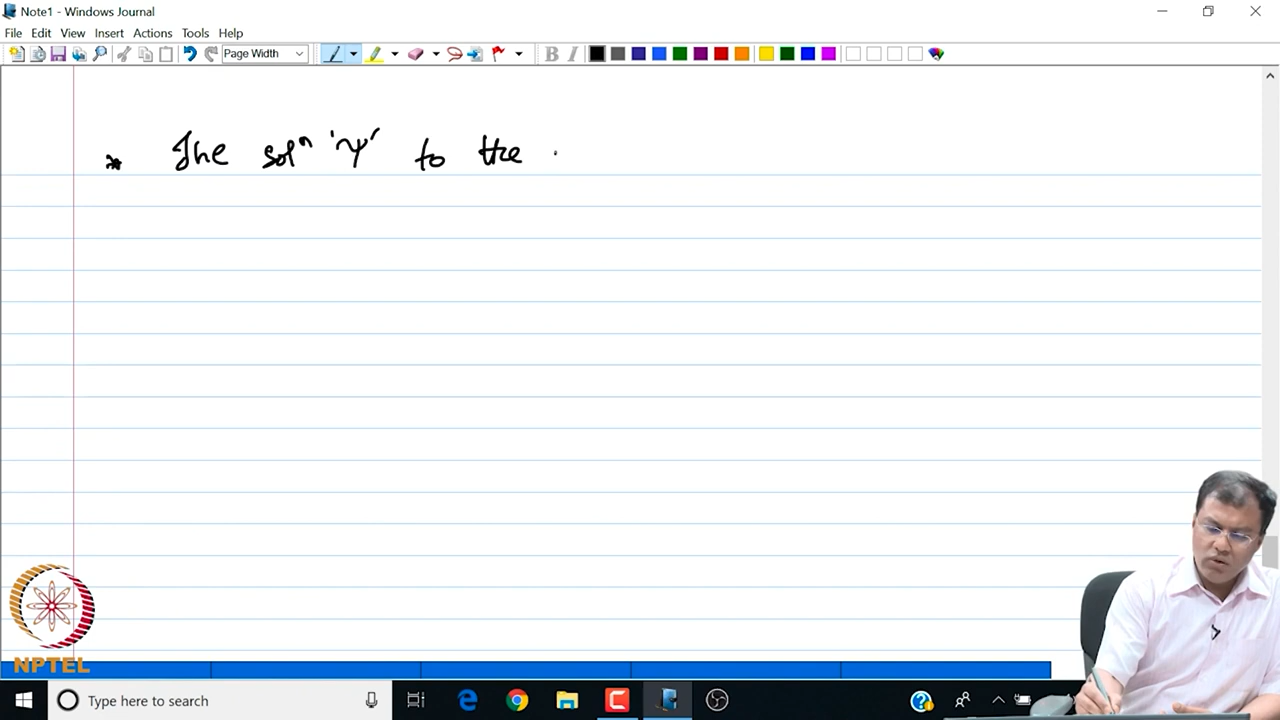 Note1 - Windows Journal
File Edit View Insert Actions Tools Help
Page Width B I
* The solⁿ 'ψ' to the
NPTEL
Type here to search